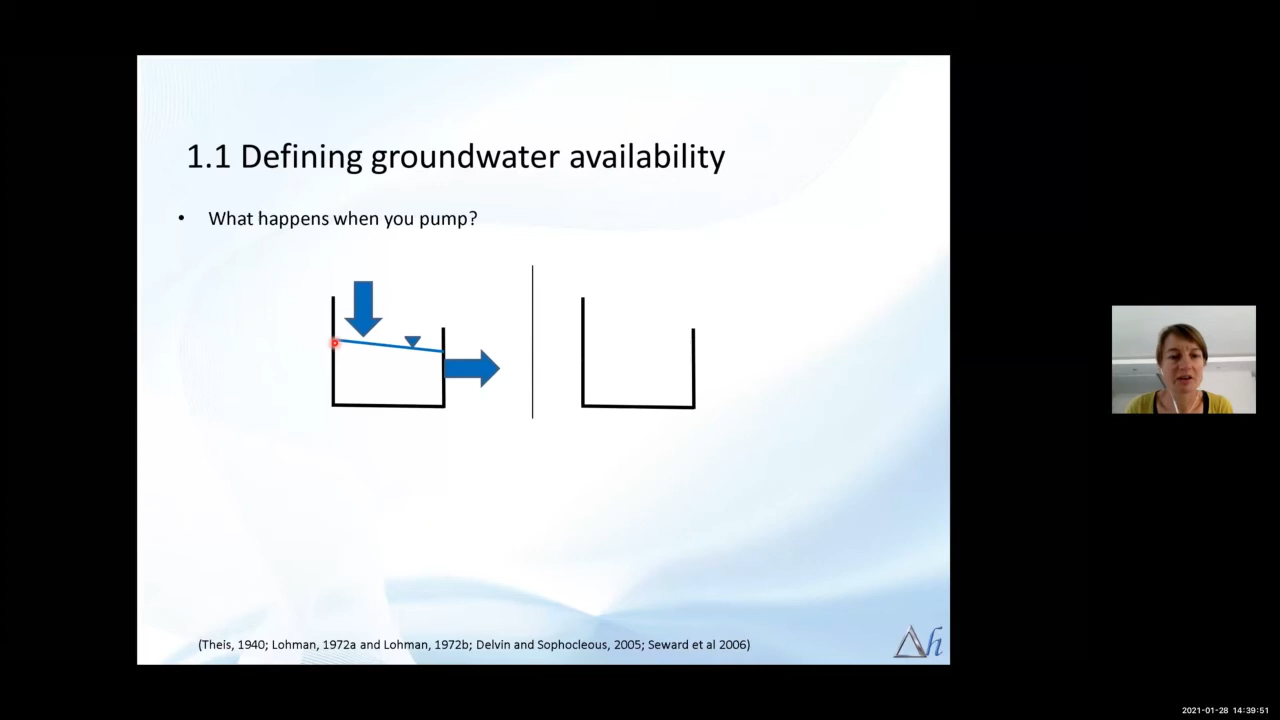 1.1 Defining groundwater availability
• What happens when you pump?
(Theis, 1940; Lohman, 1972a and Lohman, 1972b; Delvin and Sophocleous, 2005; Seward et al 2006)
Δh
2021-01-28 14:39:51